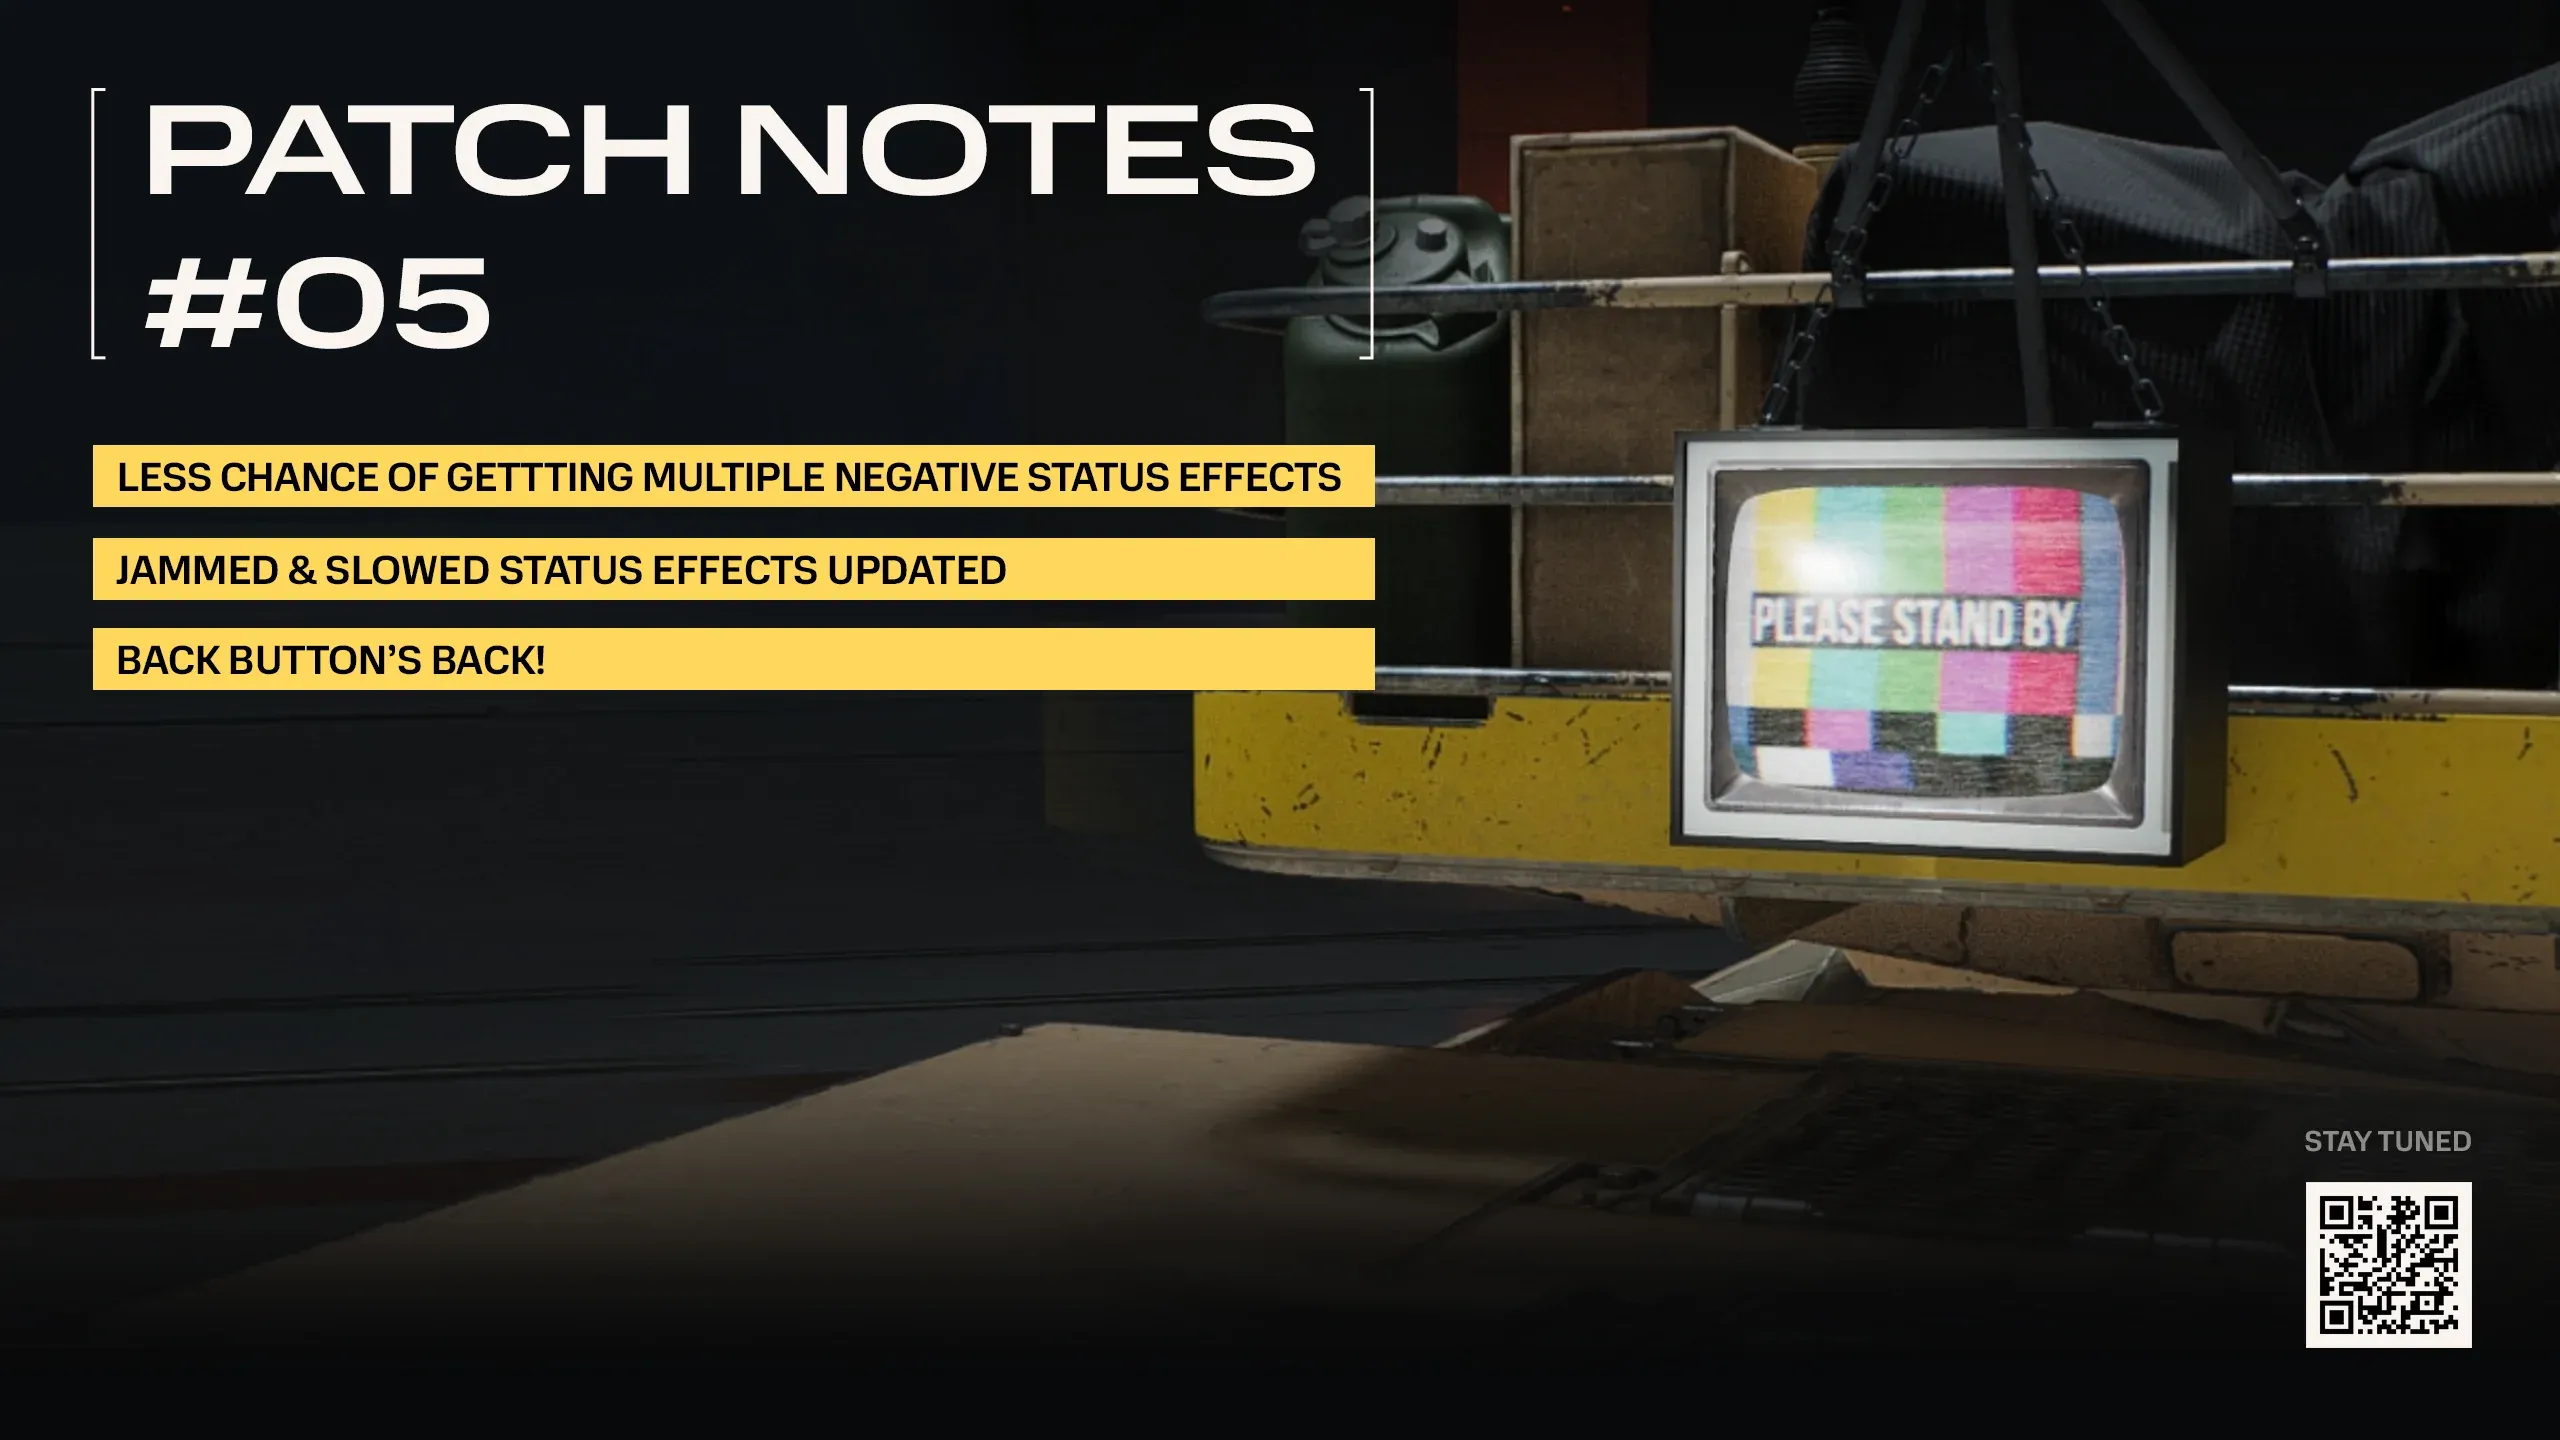 PATCH NOTES
#05
LESS CHANCE OF GETTTING MULTIPLE NEGATIVE STATUS EFFECTS
JAMMED & SLOWED STATUS EFFECTS UPDATED
BACK BUTTON’S BACK!
PLEASE STAND BY
STAY TUNED